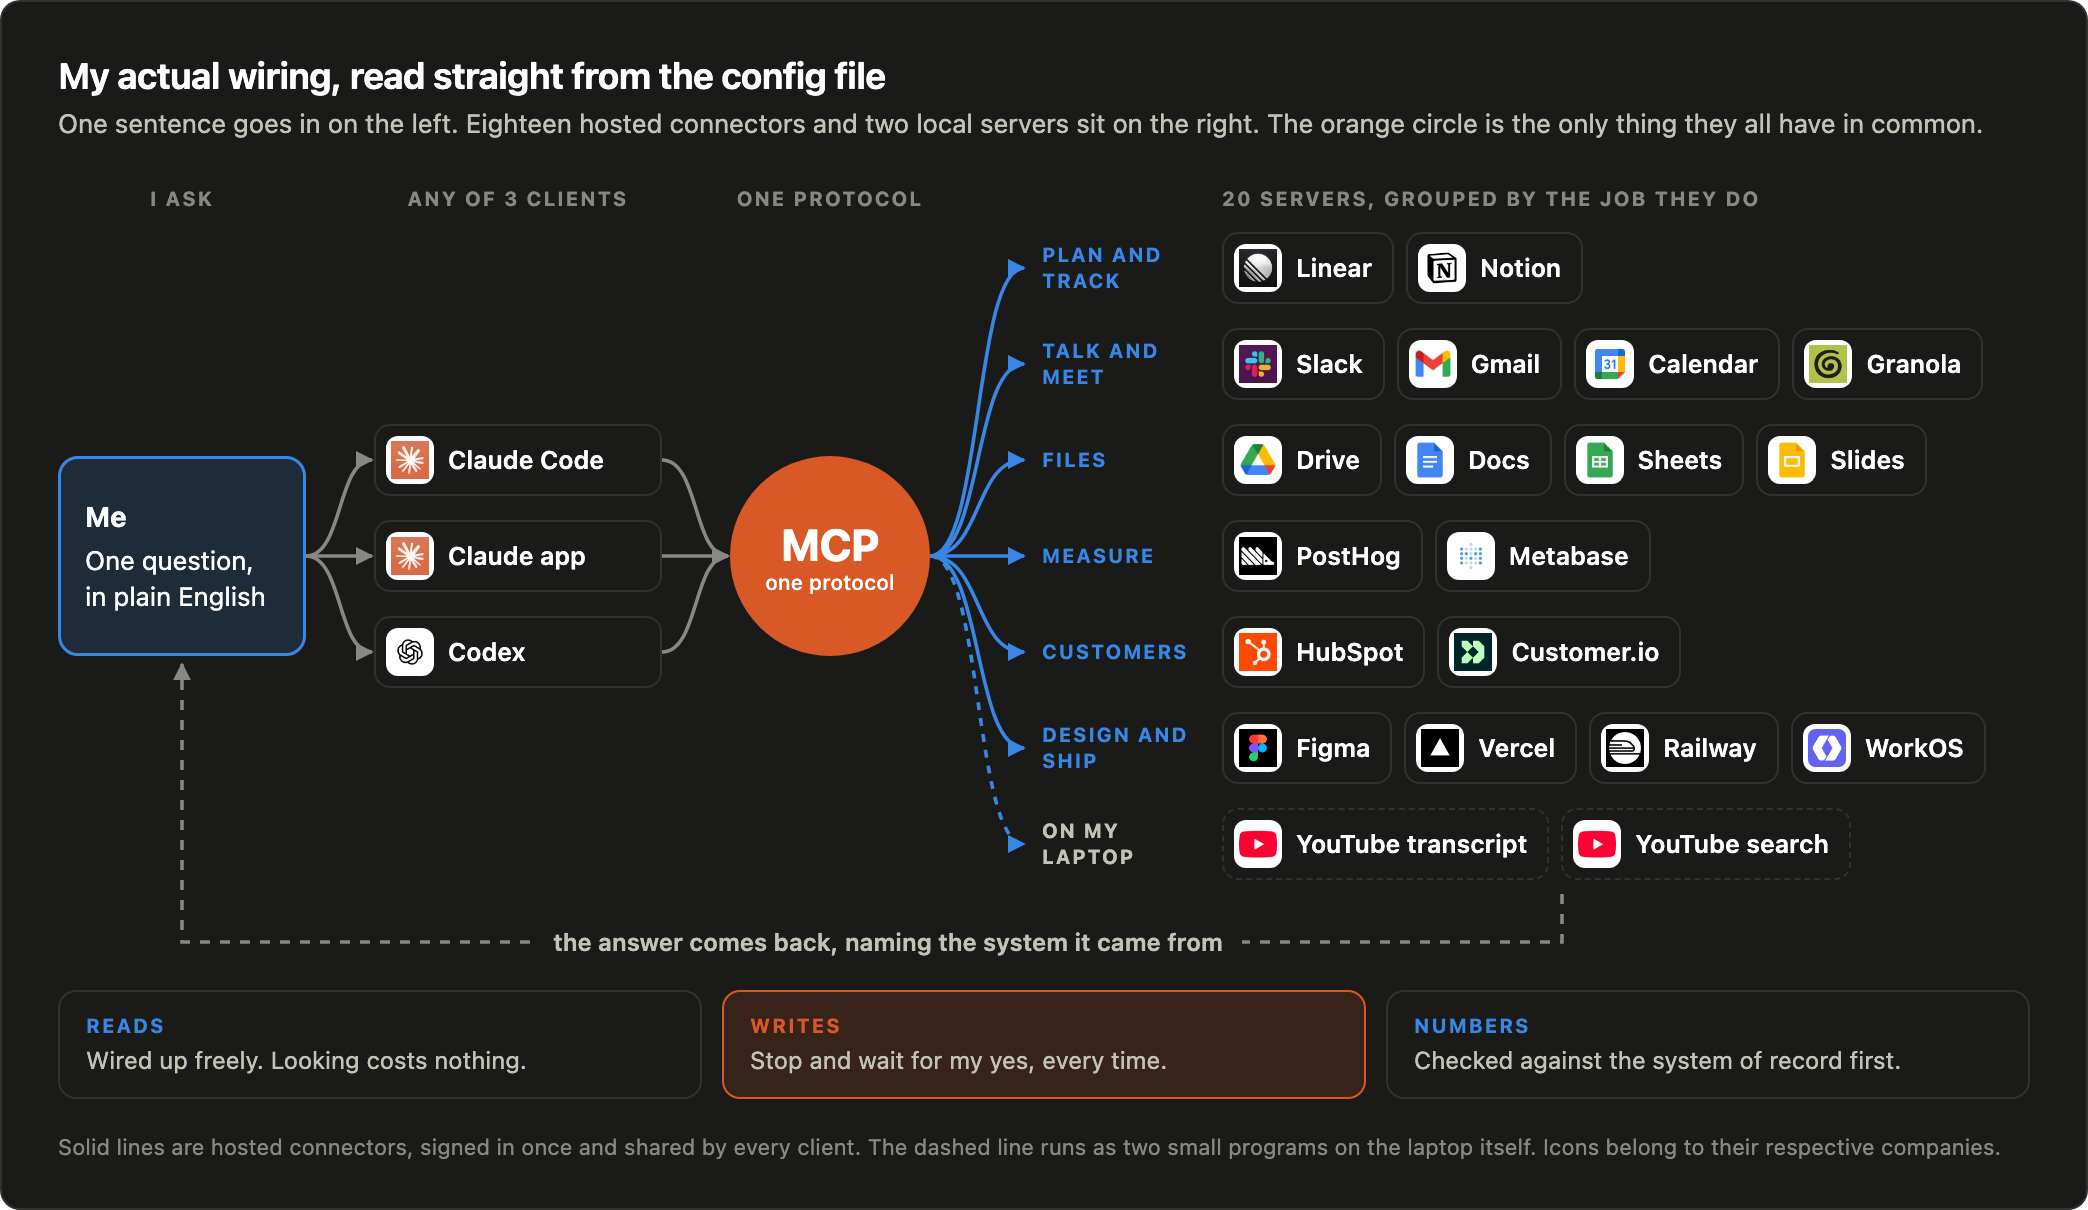 My actual wiring, read straight from the config file
One sentence goes in on the left. Eighteen hosted connectors and two local servers sit on the right. The orange circle is the only thing they all have in common.
I ASK
ANY OF 3 CLIENTS
ONE PROTOCOL
20 SERVERS, GROUPED BY THE JOB THEY DO
Me
One question,
in plain English
Claude Code
Claude app
Codex
MCP
one protocol
PLAN AND
TRACK
Linear
Notion
TALK AND
MEET
Slack
Gmail
31
Calendar
Granola
FILES
Drive
Docs
Sheets
Slides
MEASURE
PostHog
Metabase
CUSTOMERS
HubSpot
Customer.io
DESIGN AND
SHIP
Figma
Vercel
Railway
WorkOS
ON MY
LAPTOP
YouTube transcript
YouTube search
the answer comes back, naming the system it came from
READS
Wired up freely. Looking costs nothing.
WRITES
Stop and wait for my yes, every time.
NUMBERS
Checked against the system of record first.
Solid lines are hosted connectors, signed in once and shared by every client. The dashed line runs as two small programs on the laptop itself. Icons belong to their respective companies.